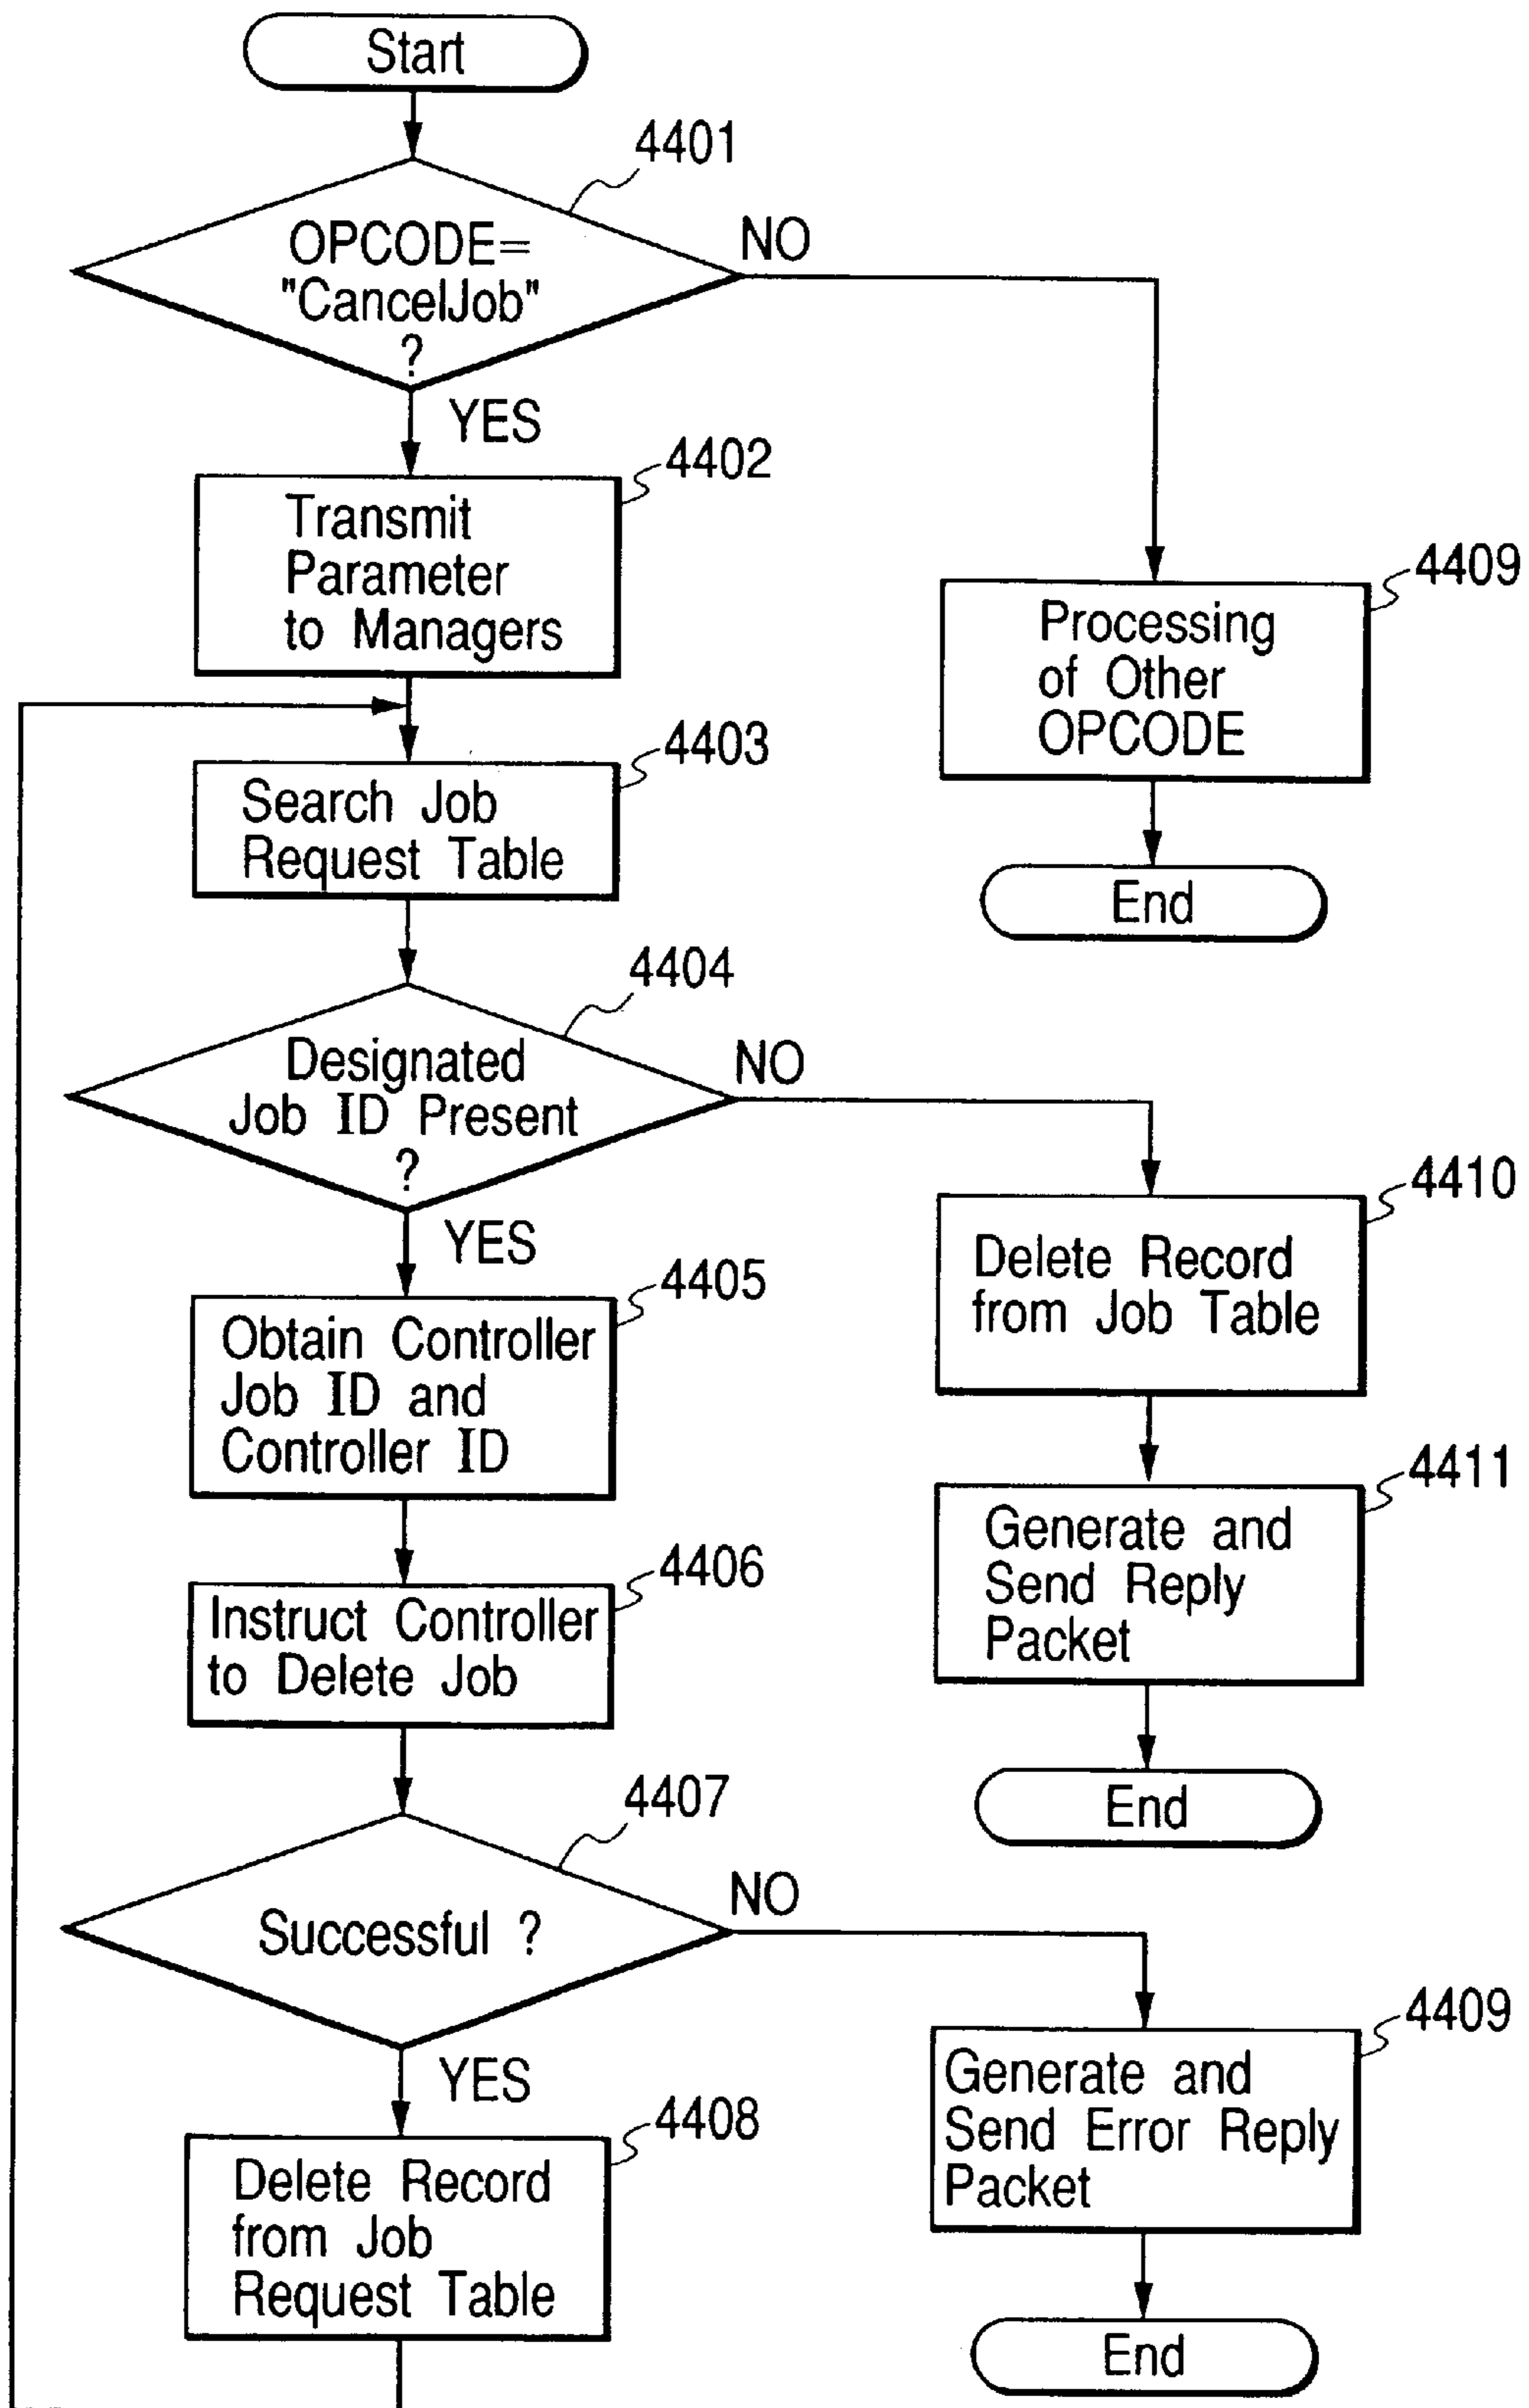 Start
4401
OPCODE=
"CancelJob"
?
NO
YES
4402
Transmit
Parameter
to Managers
4409
Processing
of Other
OPCODE
End
4403
Search Job
Request Table
4404
Designated
Job ID Present
?
NO
YES
4410
Delete Record
from Job Table
4405
Obtain Controller
Job ID and
Controller ID
4411
Generate and
Send Reply
Packet
End
4406
Instruct Controller
to Delete Job
4407
Successful ?
NO
YES
4409
Generate and
Send Error Reply
Packet
End
4408
Delete Record
from Job
Request Table